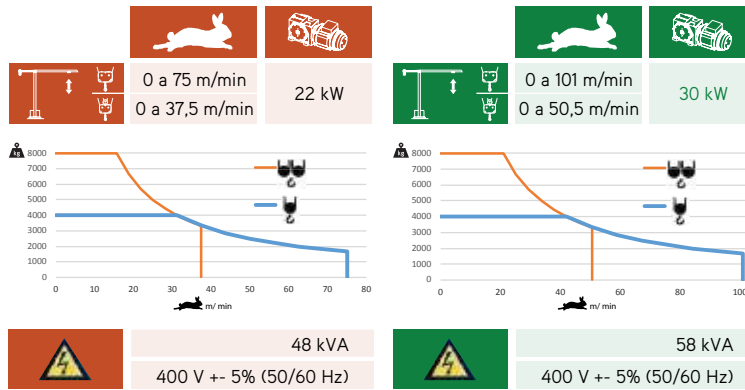 0 a 75 m/min
0 a 37,5 m/min
22 kW
0 a 101 m/min
0 a 50,5 m/min
30 kW
kg
8000
7000
6000
5000
4000
3000
2000
1000
0
0 10 20 30 40 50 60 70 80
m/ min
kg
8000
7000
6000
5000
4000
3000
2000
1000
0
0 20 40 60 80 100
m/ min
48 kVA
400 V +- 5% (50/60 Hz)
58 kVA
400 V +- 5% (50/60 Hz)